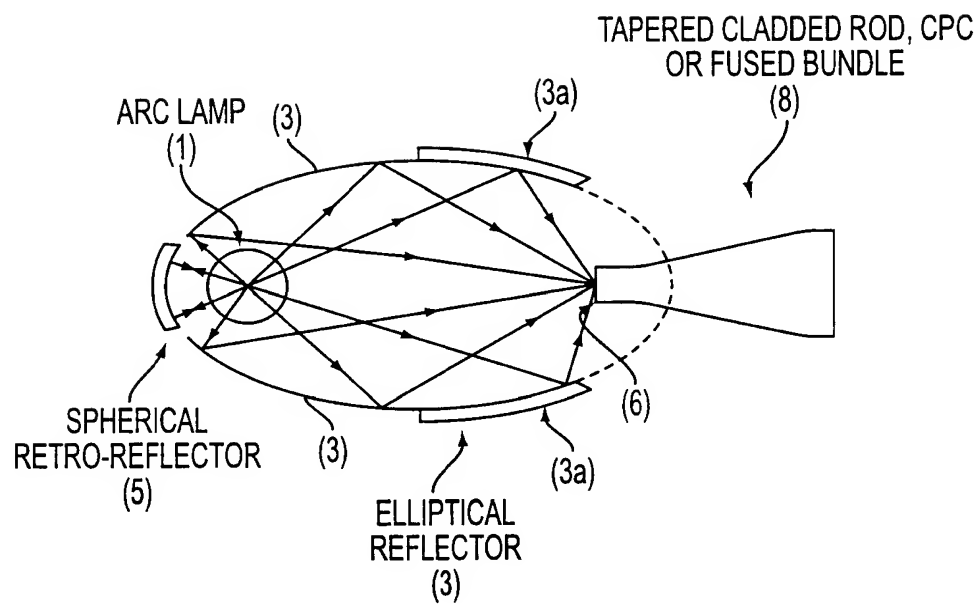 TAPERED CLADDED ROD, CPC
OR FUSED BUNDLE
(8)
ARC LAMP
(1)
(3)
(3a)
SPHERICAL
RETRO-REFLECTOR
(5)
(3)
ELLIPTICAL
REFLECTOR
(3)
(3a)
(6)